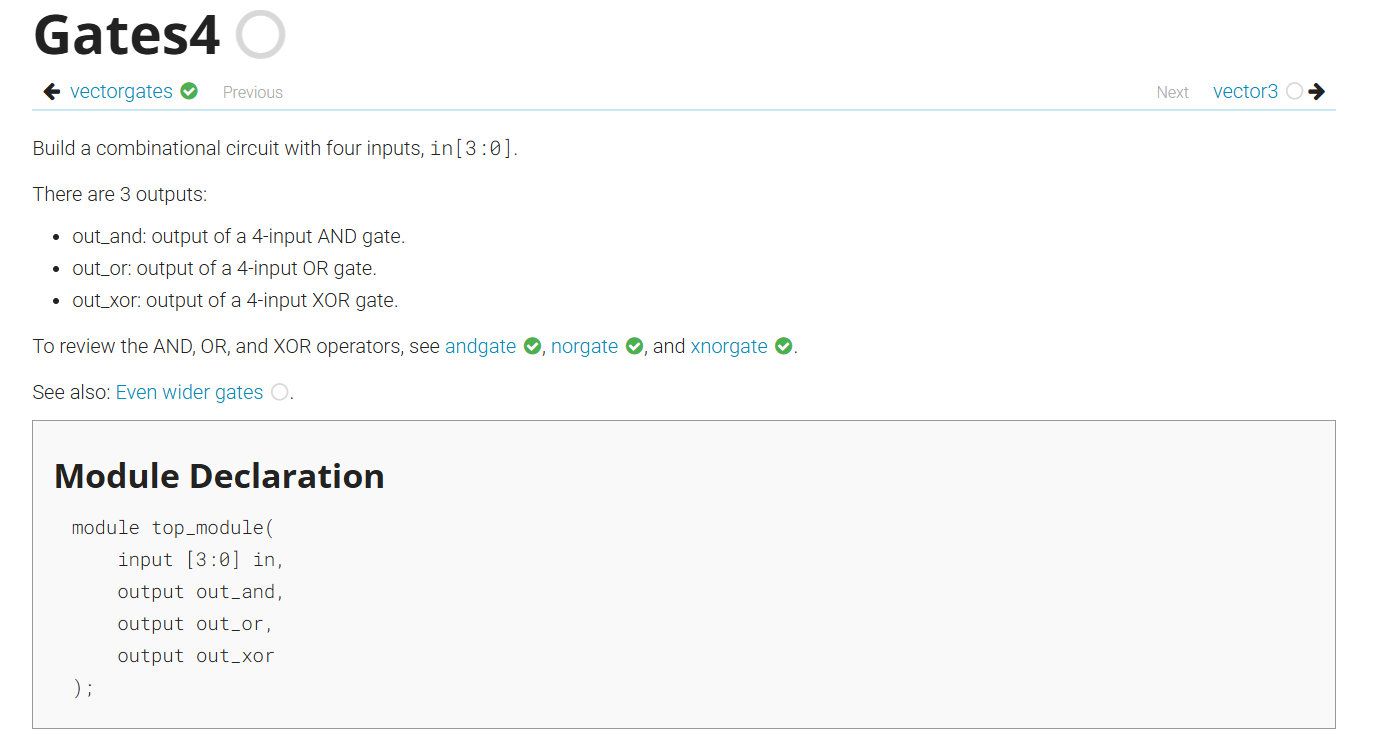 Gates4
vectorgates Previous Next vector3
Build a combinational circuit with four inputs, in[3:0].
There are 3 outputs:
• out_and: output of a 4-input AND gate.
• out_or: output of a 4-input OR gate.
• out_xor: output of a 4-input XOR gate.
To review the AND, OR, and XOR operators, see andgate, norgate, and xnorgate.
See also: Even wider gates.
Module Declaration
module top_module(
    input [3:0] in,
    output out_and,
    output out_or,
    output out_xor
);